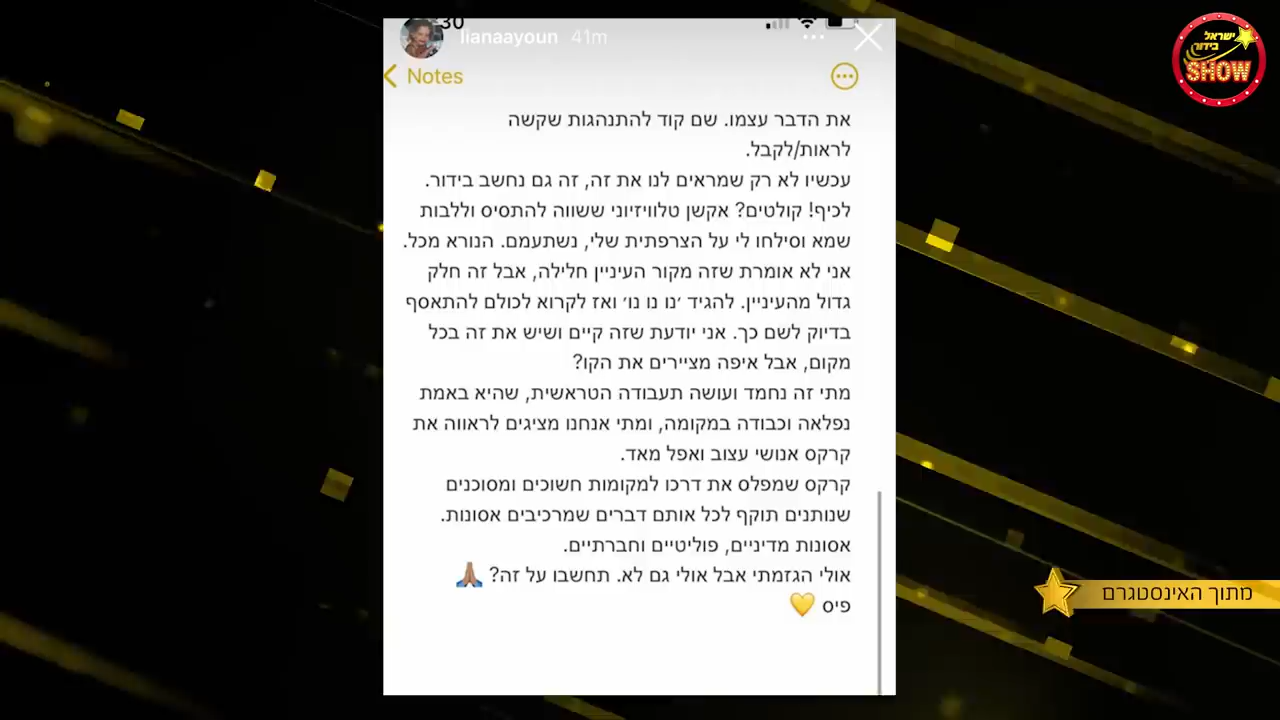 30
lianaayoun 41m
Notes
את הדבר עצמו. שם קוד להתנהגות שקשה
לראות/לקבל.
עכשיו לא רק שמראים לנו את זה, זה גם נחשב בידור.
לכיף! קולטים? אקשן טלוויזיוני ששווה להתסיס וללבות
שמא וסילחו לי על הצרפתית שלי, נשתעמם. הנורא מכל.
אני לא אומרת שזה מקור העיניין חלילה, אבל זה חלק
גדול מהעיניין. להגיד ׳נו נו נו׳ ואז לקרוא לכולם להתאסף
בדיוק לשם כך. אני יודעת שזה קיים ושיש את זה בכל
מקום, אבל איפה מציירים את הקו?
מתי זה נחמד ועושה תעבודה הטראשית, שהיא באמת
נפלאה וכבודה במקומה, ומתי אנחנו מציגים לראווה את
קרקס אנושי עצוב ואפל מאד.
קרקס שמפלס את דרכו למקומות חשוכים ומסוכנים
שנותנים תוקף לכל אותם דברים שמרכיבים אסונות.
אסונות מדיניים, פוליטיים וחברתיים.
אולי הגזמתי אבל אולי גם לא. תחשבו על זה? 🙏🏽
פיס 💛
ישראל
בידור
SHOW
מתוך האינסטגרם